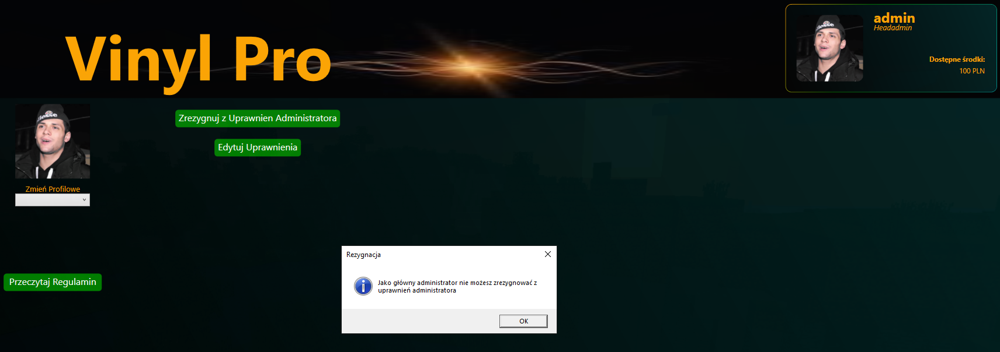 Vinyl Pro
admin
Headadmin
Dostępne środki:
100 PLN
Zrezygnuj z Uprawnien Administratora
Edytuj Uprawnienia
Zmień Profilowe
Przeczytaj Regulamin
Rezygnacja
Jako główny administrator nie możesz zrezygnować z
uprawnień administratora
OK